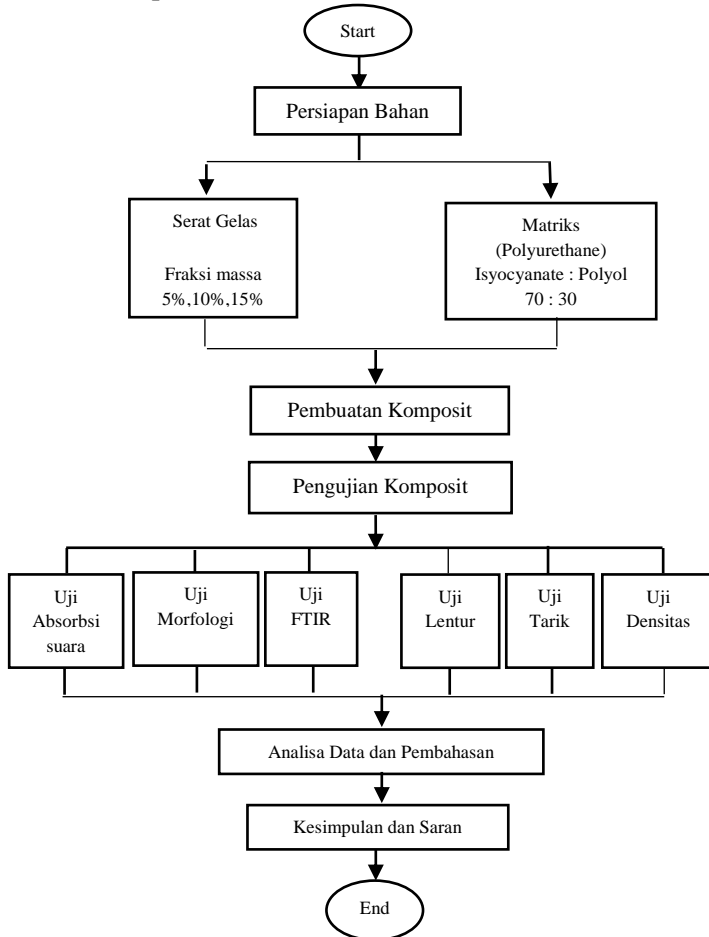 Start
Persiapan Bahan
Serat Gelas
Fraksi massa
5%,10%,15%
Matriks
(Polyurethane)
Isyocyanate : Polyol
70 : 30
Pembuatan Komposit
Pengujian Komposit
Uji
Absorbsi
suara
Uji
Morfologi
Uji
FTIR
Uji
Lentur
Uji
Tarik
Uji
Densitas
Analisa Data dan Pembahasan
Kesimpulan dan Saran
End